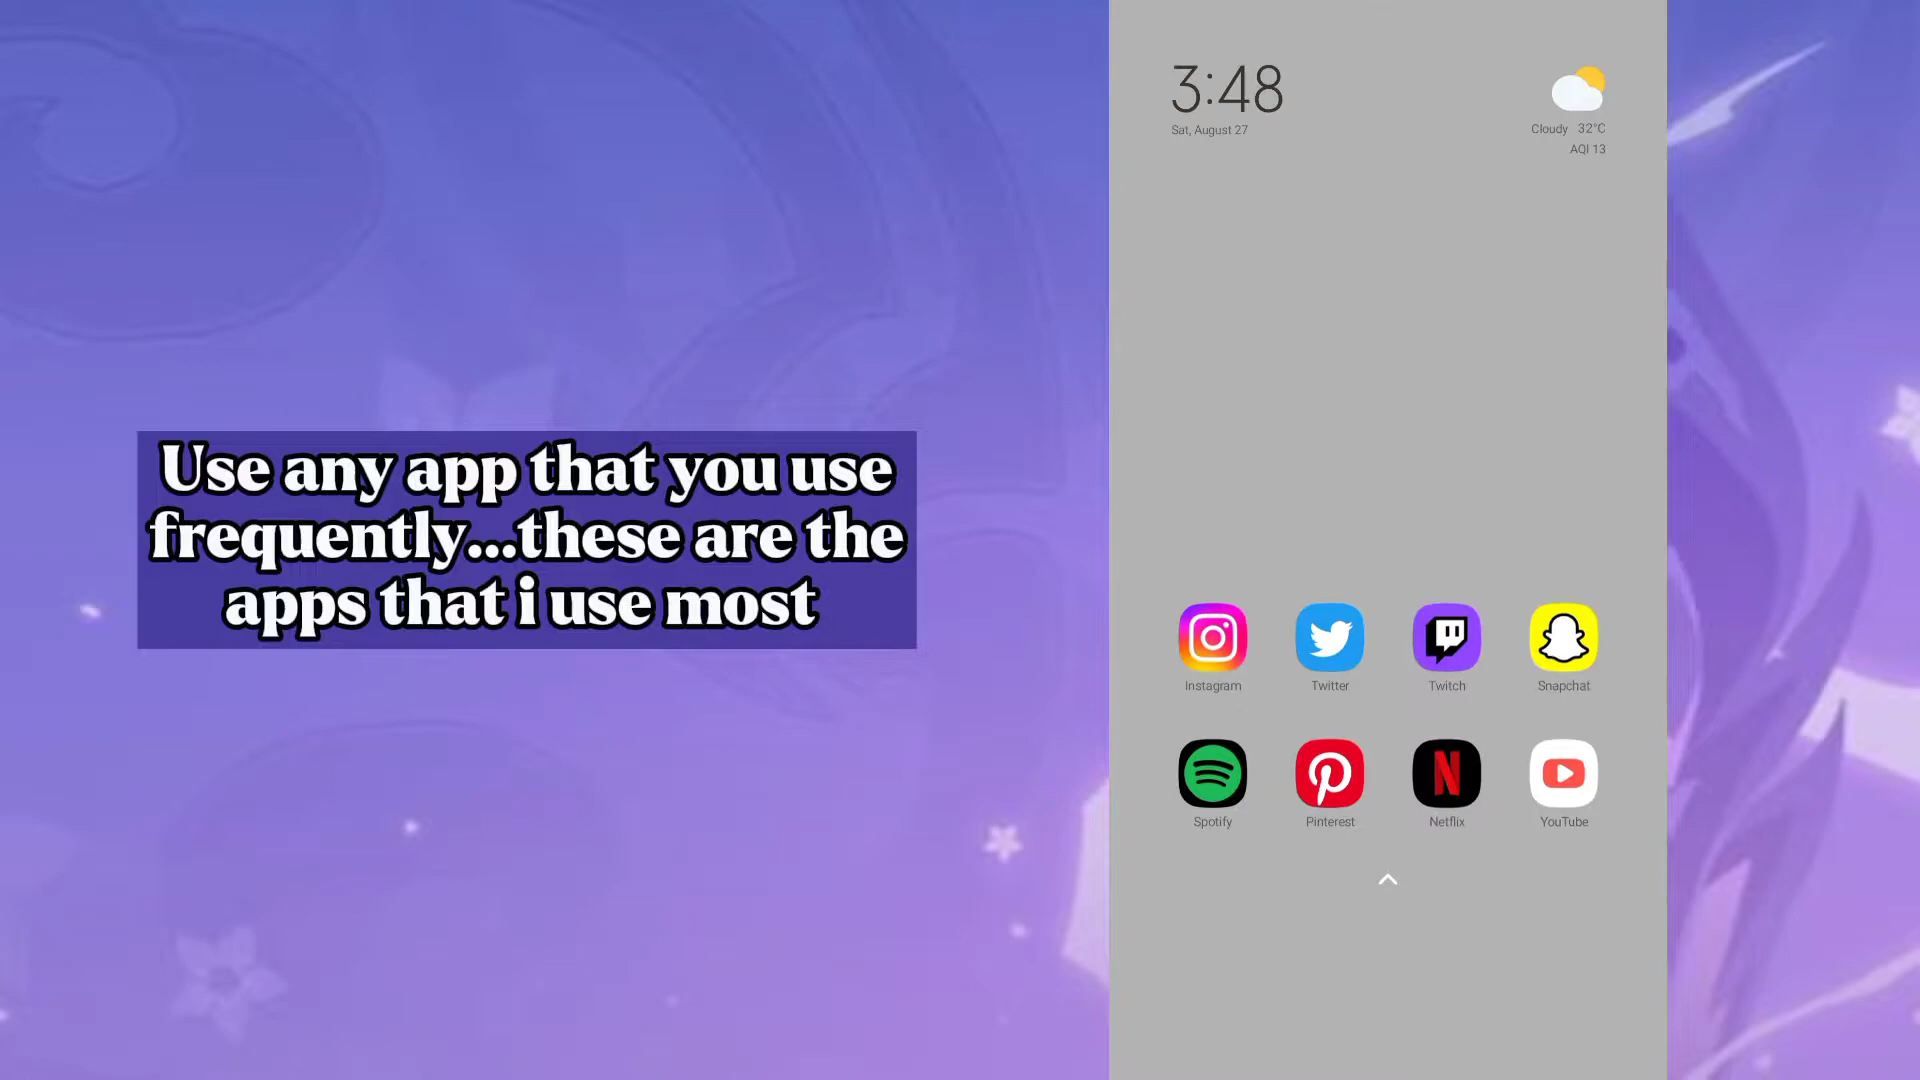 Use any app that you use
frequently...these are the
apps that i use most
3:48
Sat, August 27
Cloudy 32°C
AQI 13
Instagram Twitter Twitch Snapchat
Spotify Pinterest Netflix YouTube